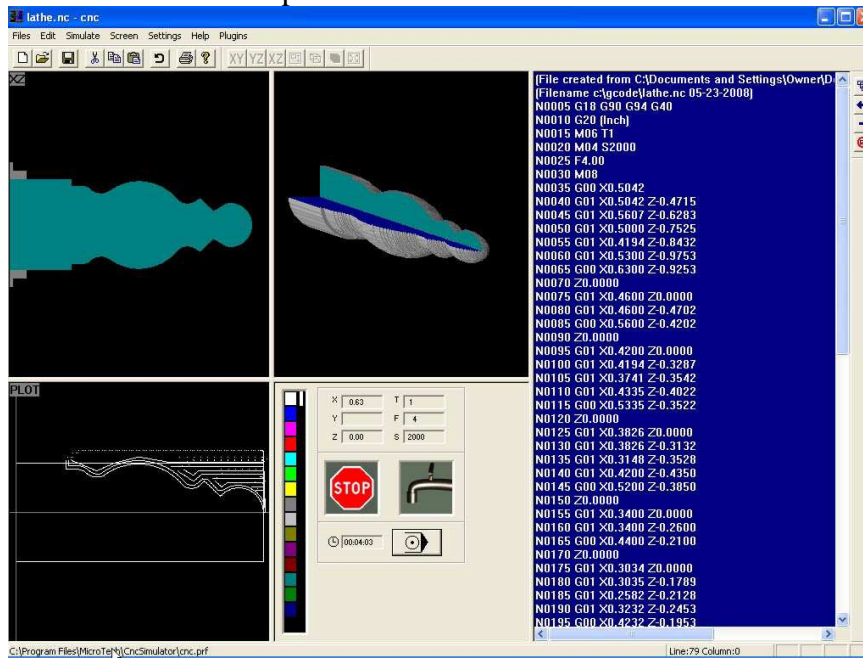 lathe.nc - cnc
Files Edit Simulate Screen Settings Help Plugins
XY YZ XZ
XZ
PLOT
X 0.63 T 1
Y F 4
Z 0.00 S 2000
STOP
00:04:03
(File created from C:\Documents and Settings\Owner\D
(Filename c:\gcode\lathe.nc 05-23-2008)
N0005 G18 G90 G94 G40
N0010 G20 (Inch)
N0015 M06 T1
N0020 M04 S2000
N0025 F4.00
N0030 M08
N0035 G00 X0.5042
N0040 G01 X0.5042 Z-0.4715
N0045 G01 X0.5607 Z-0.6283
N0050 G01 X0.5000 Z-0.7525
N0055 G01 X0.4194 Z-0.8432
N0060 G01 X0.5300 Z-0.9753
N0065 G00 X0.6300 Z-0.9253
N0070 Z0.0000
N0075 G01 X0.4600 Z0.0000
N0080 G01 X0.4600 Z-0.4702
N0085 G00 X0.5600 Z-0.4202
N0090 Z0.0000
N0095 G01 X0.4200 Z0.0000
N0100 G01 X0.4194 Z-0.3287
N0105 G01 X0.3741 Z-0.3542
N0110 G01 X0.4335 Z-0.4022
N0115 G00 X0.5335 Z-0.3522
N0120 Z0.0000
N0125 G01 X0.3826 Z0.0000
N0130 G01 X0.3826 Z-0.3132
N0135 G01 X0.3148 Z-0.3528
N0140 G01 X0.4200 Z-0.4350
N0145 G00 X0.5200 Z-0.3850
N0150 Z0.0000
N0155 G01 X0.3400 Z0.0000
N0160 G01 X0.3400 Z-0.2600
N0165 G00 X0.4400 Z-0.2100
N0170 Z0.0000
N0175 G01 X0.3034 Z0.0000
N0180 G01 X0.3035 Z-0.1789
N0185 G01 X0.2582 Z-0.2128
N0190 G01 X0.3232 Z-0.2453
N0195 G00 X0.4232 Z-0.1953
Line:79 Column:0